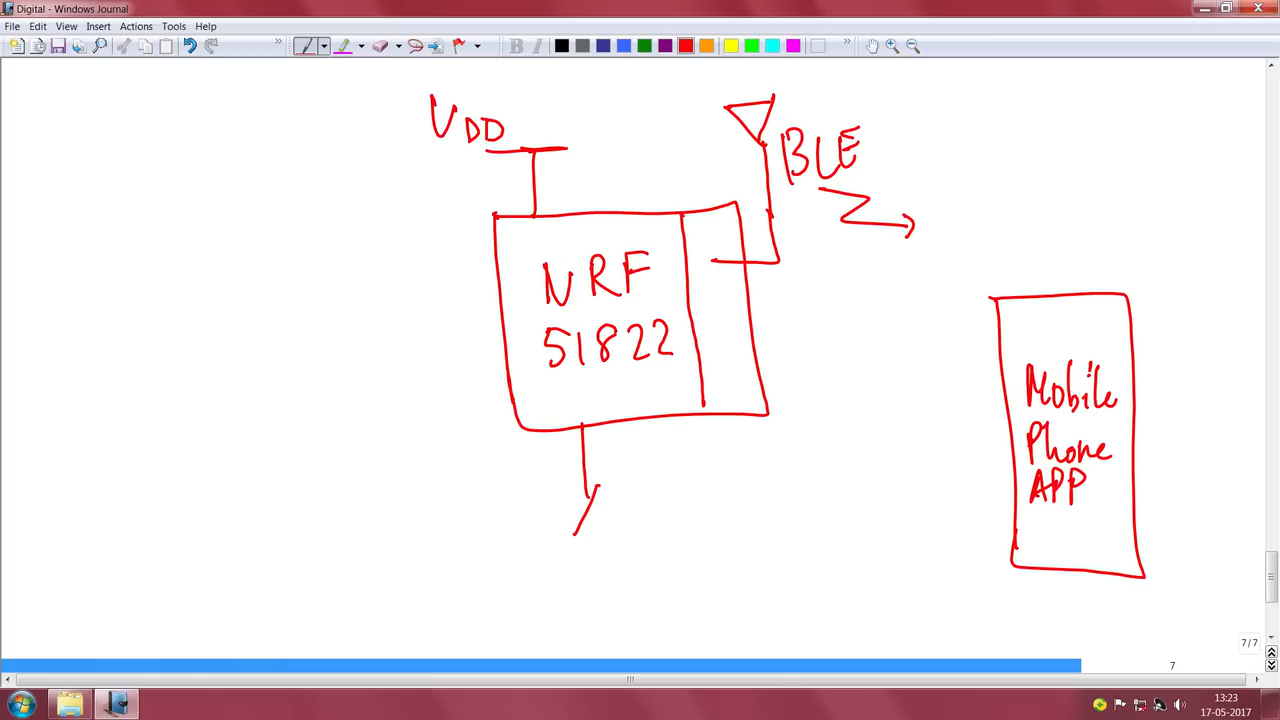 Digital - Windows Journal
File Edit View Insert Actions Tools Help
B I
VDD
BLE
NRF
51822
Mobile
Phone
APP
7/7
7
13:23
17-05-2017